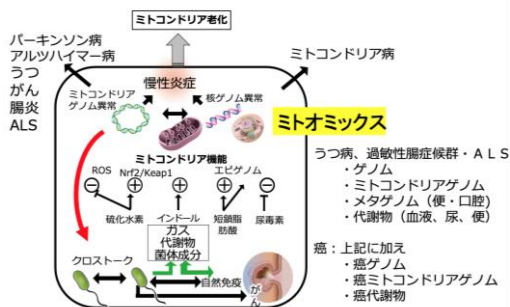 ミトコンドリア老化
パーキンソン病
アルツハイマー病
うつ
がん
腸炎
ALS
ミトコンドリア病
慢性炎症
ミトコンドリア
ゲノム異常
核ゲノム異常
ミトオミックス
ミトコンドリア機能
ROS
Nrf2/Keap1
エピゲノム
硫化水素
インドール
短鎖脂
肪酸
尿毒素
ガス
代謝物
菌体成分
クロストーク
自然免疫
がん
うつ病、過敏性腸症候群・ＡＬＳ
・ゲノム
・ミトコンドリアゲノム
・メタゲノム（便・口腔）
・代謝物（血液、尿、便）
癌：上記に加え
・癌ゲノム
・癌ミトコンドリアゲノム
・癌代謝物